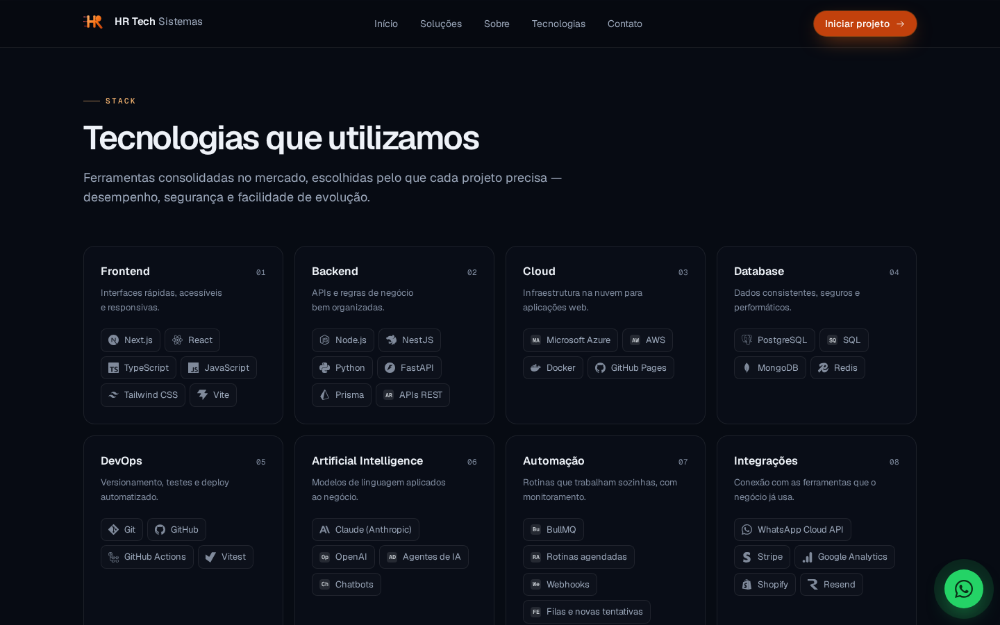 HR Tech Sistemas
Início
Soluções
Sobre
Tecnologias
Contato
Iniciar projeto →
STACK
Tecnologias que utilizamos
Ferramentas consolidadas no mercado, escolhidas pelo que cada projeto precisa —
desempenho, segurança e facilidade de evolução.
Frontend 01
Interfaces rápidas, acessíveis
e responsivas.
Next.js React
TS TypeScript JS JavaScript
Tailwind CSS Vite
Backend 02
APIs e regras de negócio
bem organizadas.
Node.js NestJS
Python FastAPI
Prisma AR APIs REST
Cloud 03
Infraestrutura na nuvem para
aplicações web.
MA Microsoft Azure AW AWS
Docker GitHub Pages
Database 04
Dados consistentes, seguros e
performáticos.
PostgreSQL SQ SQL
MongoDB Redis
DevOps 05
Versionamento, testes e deploy
automatizado.
Git GitHub
GitHub Actions Vitest
Artificial Intelligence 06
Modelos de linguagem aplicados
ao negócio.
Claude (Anthropic)
Op OpenAI AD Agentes de IA
Ch Chatbots
Automação 07
Rotinas que trabalham sozinhas, com
monitoramento.
Bu BullMQ
RA Rotinas agendadas
We Webhooks
FE Filas e novas tentativas
Integrações 08
Conexão com as ferramentas que o
negócio já usa.
WhatsApp Cloud API
Stripe Google Analytics
Shopify Resend